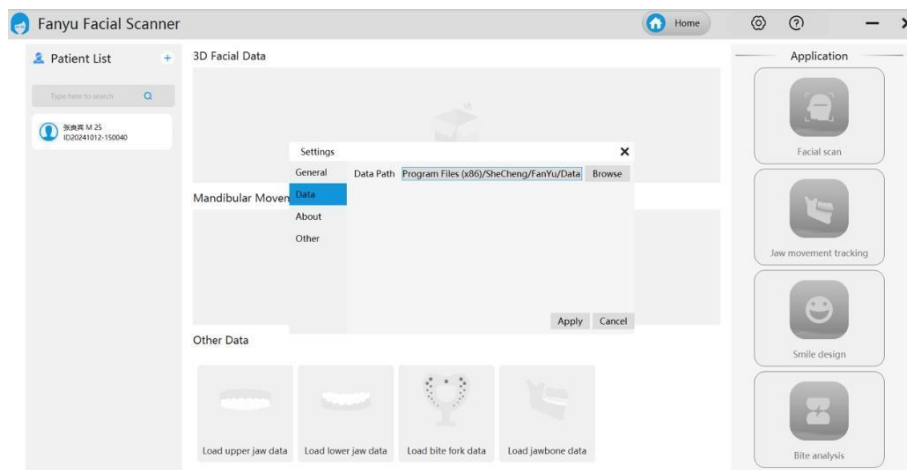 Fanyu Facial Scanner
Home
Patient List
+
Type here to search
张良宾 M 25
ID20241012-150040
3D Facial Data
Mandibular Movem
Other Data
Load upper jaw data
Load lower jaw data
Load bite fork data
Load jawbone data
Settings
General
Data
About
Other
Data Path
Program Files (x86)/SheCheng/FanYu/Data
Browse
Apply
Cancel
Application
Facial scan
Jaw movement tracking
Smile design
Bite analysis